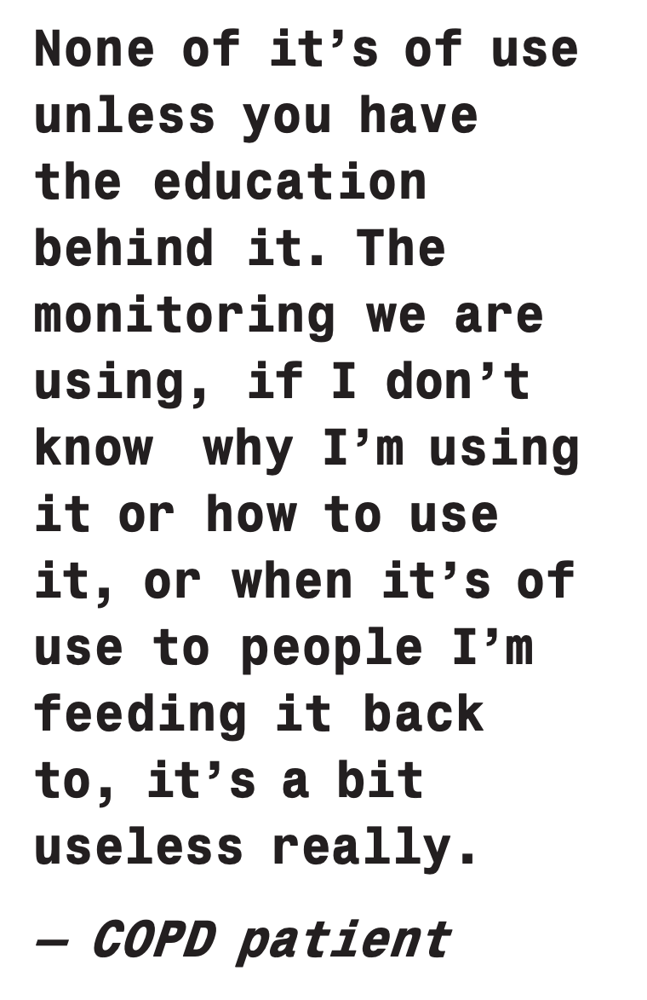 None of it’s of use
unless you have
the education
behind it. The
monitoring we are
using, if I don’t
know  why I’m using
it or how to use
it, or when it’s of
use to people I’m
feeding it back
to, it’s a bit
useless really.
— COPD patient